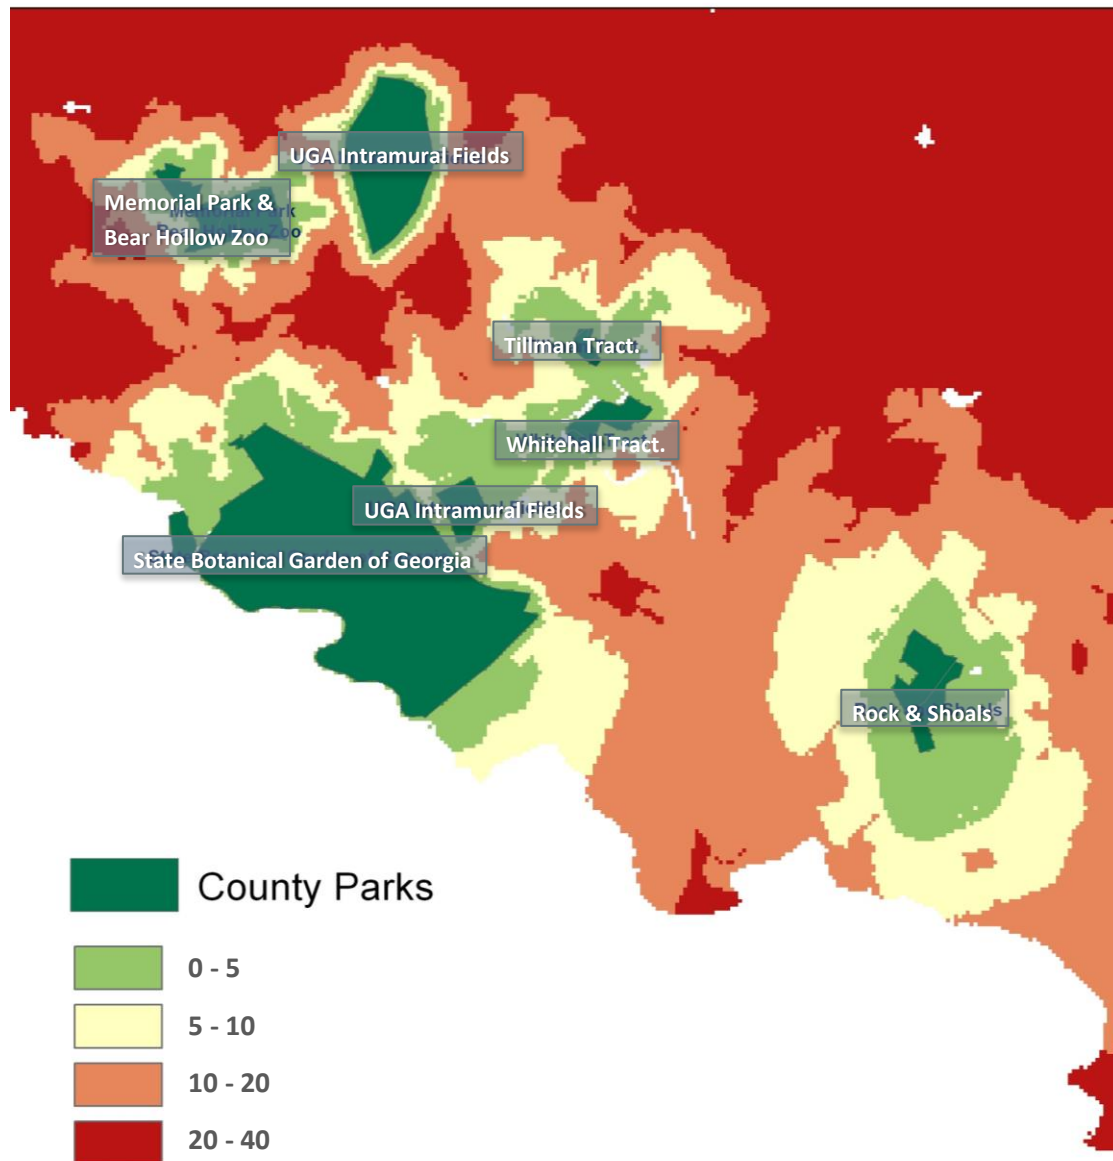 UGA Intramural Fields
Memorial Park &
Bear Hollow Zoo
Tillman Tract.
Whitehall Tract.
UGA Intramural Fields
State Botanical Garden of Georgia
Rock & Shoals
County Parks
0 - 5
5 - 10
10 - 20
20 - 40